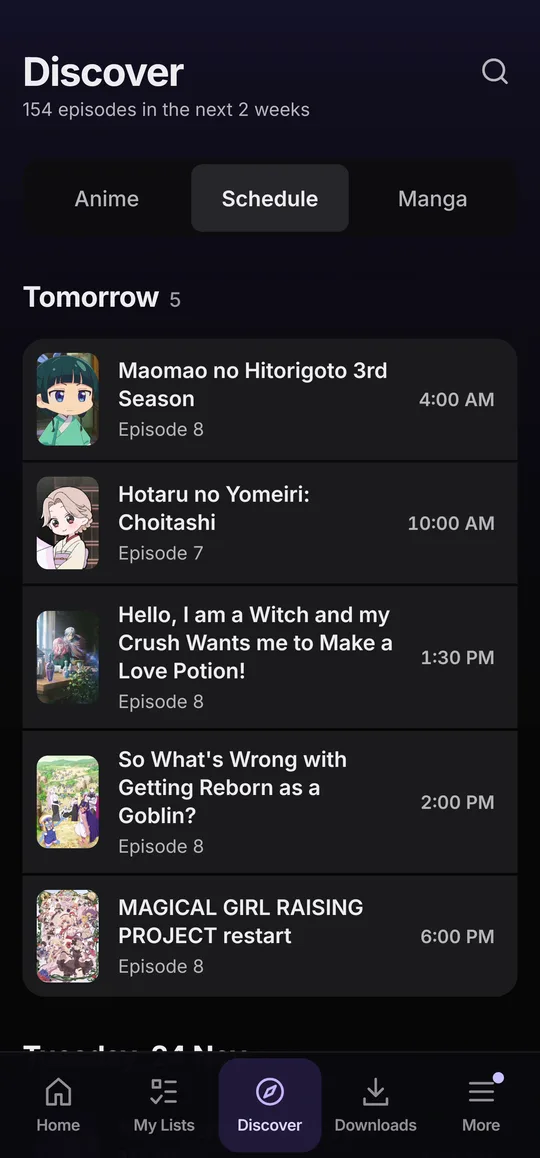 Discover
154 episodes in the next 2 weeks
Anime
Schedule
Manga
Tomorrow 5
Maomao no Hitorigoto 3rd
Season
Episode 8
4:00 AM
Hotaru no Yomeiri:
Choitashi
Episode 7
10:00 AM
Hello, I am a Witch and my
Crush Wants me to Make a
Love Potion!
Episode 8
1:30 PM
So What's Wrong with
Getting Reborn as a
Goblin?
Episode 8
2:00 PM
MAGICAL GIRL RAISING
PROJECT restart
Episode 8
6:00 PM
Tuesday, 24 Nov
Home
My Lists
Discover
Downloads
More